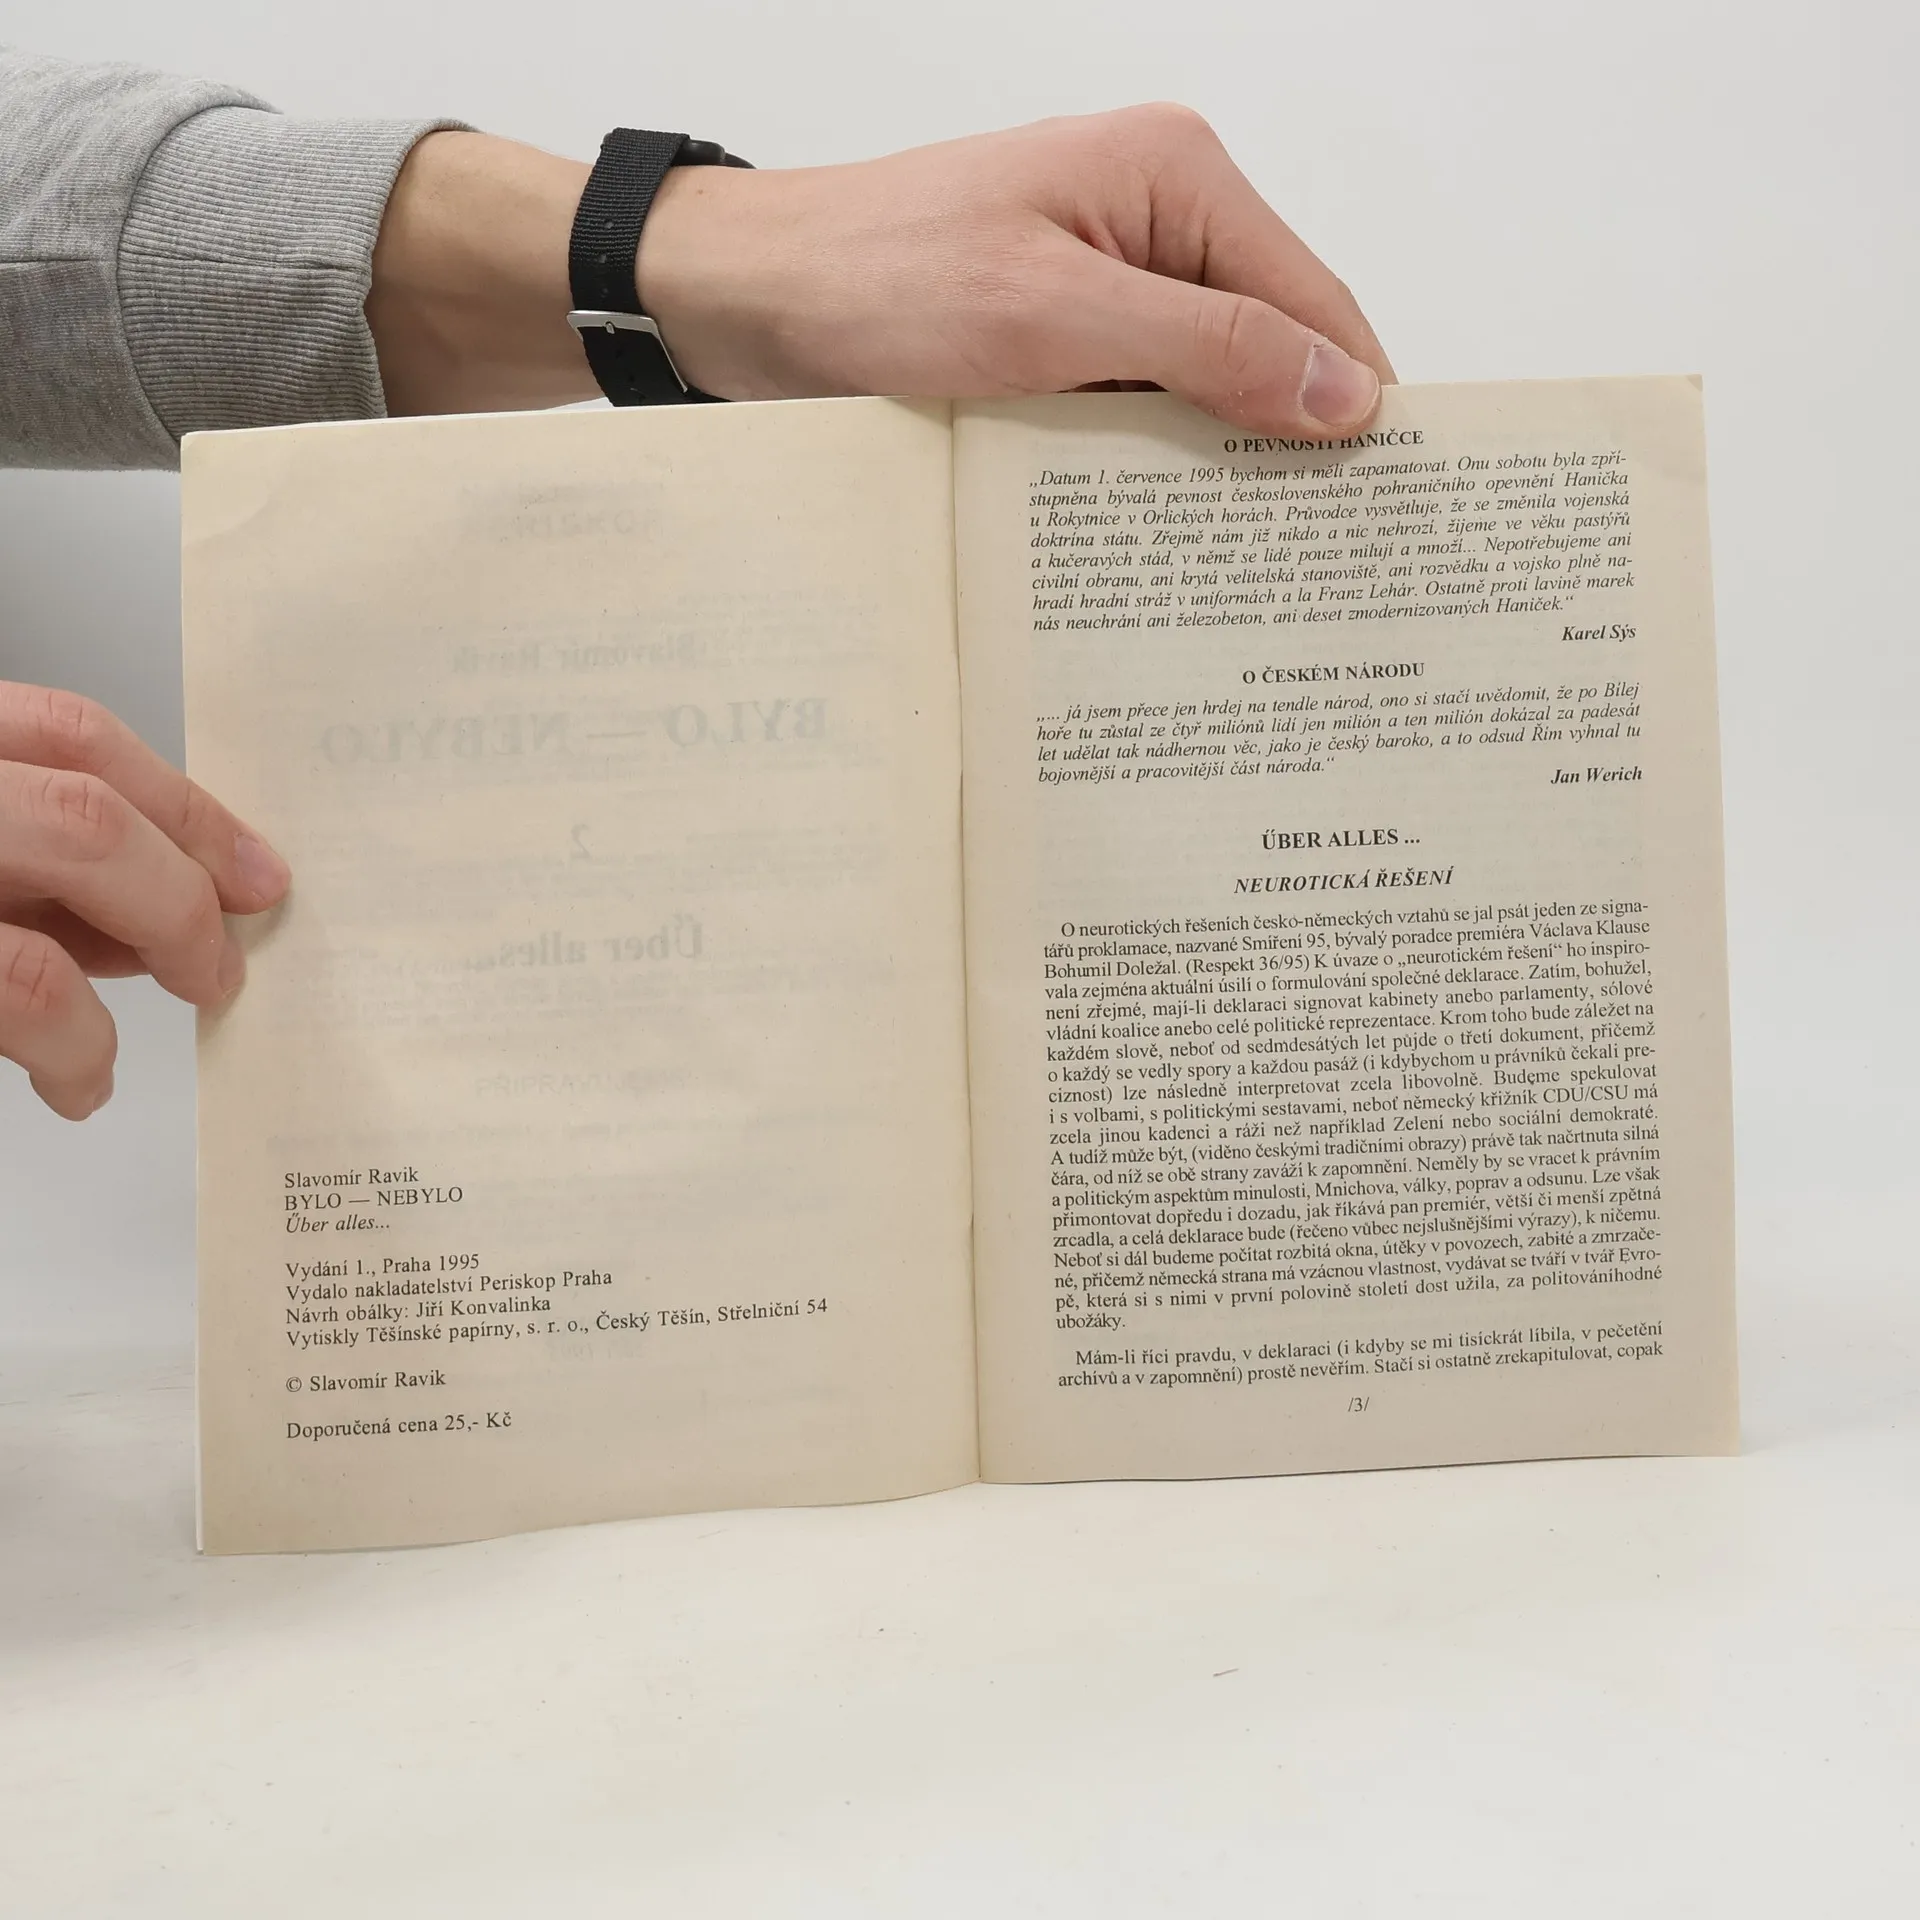 Slavomír Ravik
BYLO — NEBYLO
Űber alles...
Vydání 1., Praha 1995
Vydalo nakladatelství Periskop Praha
Návrh obálky: Jiří Konvalinka
Vytiskly Těšínské papírny, s. r. o., Český Těšín, Střelniční 54
© Slavomír Ravik
Doporučená cena 25,- Kč
O PEVNOSTI HANIČCE
„Datum 1. července 1995 bychom si měli zapamatovat. Onu sobotu byla zpří-
stupněna bývalá pevnost československého pohraničního opevnění Hanička
u Rokytnice v Orlických horách. Průvodce vysvětluje, že se změnila vojenská
doktrína státu. Zřejmě nám již nikdo a nic nehrozí, žijeme ve věku pastýřů
a kučeravých stád, v němž se lidé pouze milují a množí... Nepotřebujeme ani
civilní obranu, ani krytá velitelská stanoviště, ani rozvědku a vojsko plně na-
hradí hradní stráž v uniformách a la Franz Lehár. Ostatně proti lavině marek
nás neuchrání ani železobeton, ani deset zmodernizovaných Haniček.“
Karel Sýs
O ČESKÉM NÁRODU
„... já jsem přece jen hrdej na tendle národ, ono si stačí uvědomit, že po Bílej
hoře tu zůstal ze čtyř miliónů lidí jen milión a ten milión dokázal za padesát
let udělat tak nádhernou věc, jako je český baroko, a to odsud Řím vyhnal tu
bojovnější a pracovitější část národa.“
Jan Werich
ŰBER ALLES ...
NEUROTICKÁ ŘEŠENÍ
O neurotických řešeních česko-německých vztahů se jal psát jeden ze signa-
tářů proklamace, nazvané Smíření 95, bývalý poradce premiéra Václava Klause
Bohumil Doležal. (Respekt 36/95) K úvaze o „neurotickém řešení“ ho inspiro-
vala zejména aktuální úsilí o formulování společné deklarace. Zatím, bohužel,
není zřejmé, mají-li deklaraci signovat kabinety anebo parlamenty, sólové
vládní koalice anebo celé politické reprezentace. Krom toho bude záležet na
každém slově, neboť od sedmdesátých let půjde o třetí dokument, přičemž
o každý se vedly spory a každou pasáž (i kdybychom u právníků čekali pre-
ciznost) lze následně interpretovat zcela libovolně. Budeme spekulovat
i s volbami, s politickými sestavami, neboť německý křižník CDU/CSU má
zcela jinou kadenci a ráži než například Zelení nebo sociální demokraté.
A tudíž může být, (viděno českými tradičními obrazy) právě tak načrtnuta silná
čára, od níž se obě strany zaváží k zapomnění. Neměly by se vracet k právním
a politickým aspektům minulosti, Mnichova, války, poprav a odsunu. Lze však
přimontovat dopředu i dozadu, jak říkává pan premiér, větší či menší zpětná
zrcadla, a celá deklarace bude (řečeno vůbec nejslušnějšími výrazy), k ničemu.
Neboť si dál budeme počítat rozbitá okna, útěky v povozech, zabité a zmrzače-
né, přičemž německá strana má vzácnou vlastnost, vydávat se tváří v tvář Evro-
pě, která si s nimi v první polovině století dost užila, za politováníhodné
ubožáky.
Mám-li říci pravdu, v deklaraci (i kdyby se mi tisíckrát líbila, v pečetění
archívů a v zapomnění) prostě nevěřím. Stačí si ostatně zrekapitulovat, copak
/3/